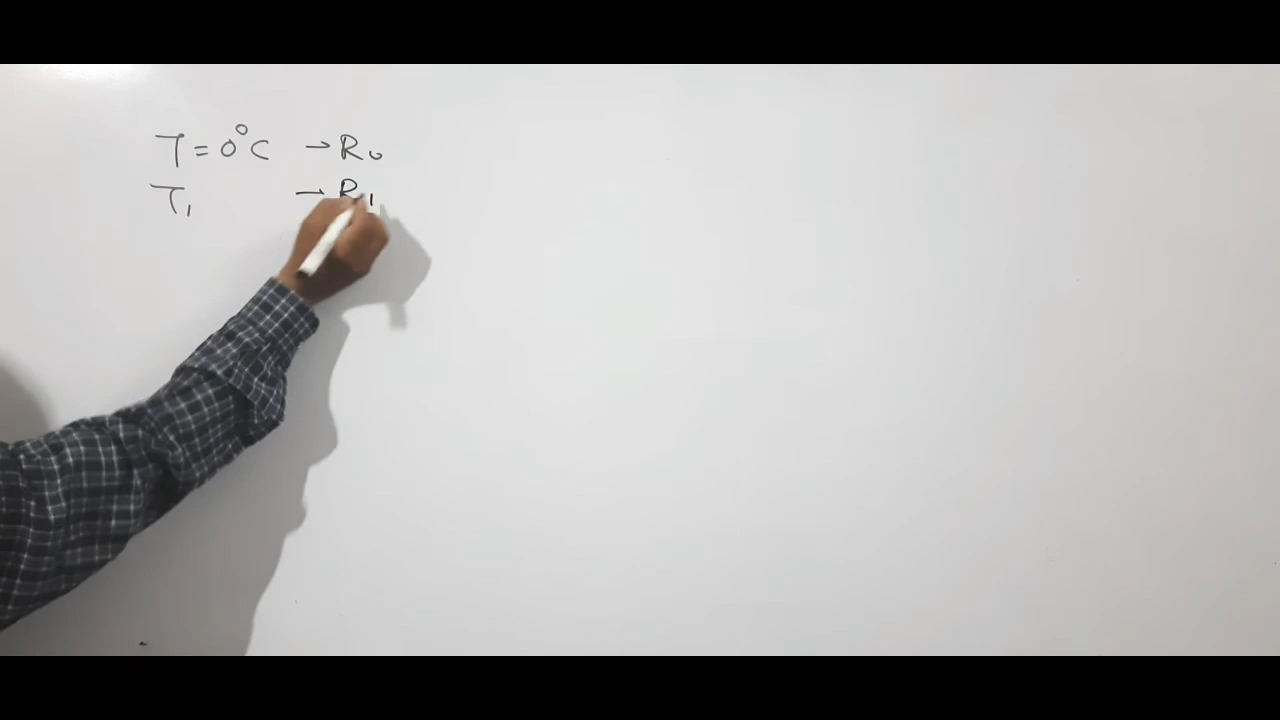 T = 0°C → R₀
T₁ → R₁